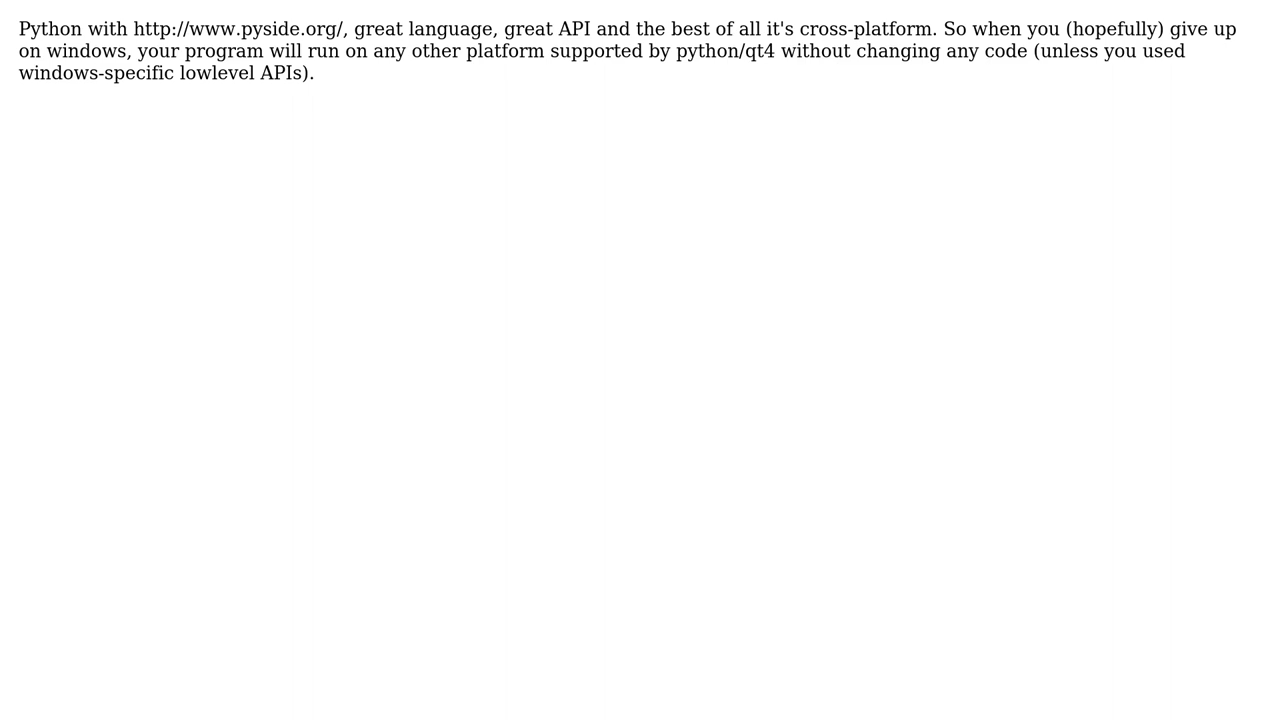 Python with http://www.pyside.org/, great language, great API and the best of all it's cross-platform. So when you (hopefully) give up
on windows, your program will run on any other platform supported by python/qt4 without changing any code (unless you used
windows-specific lowlevel APIs).